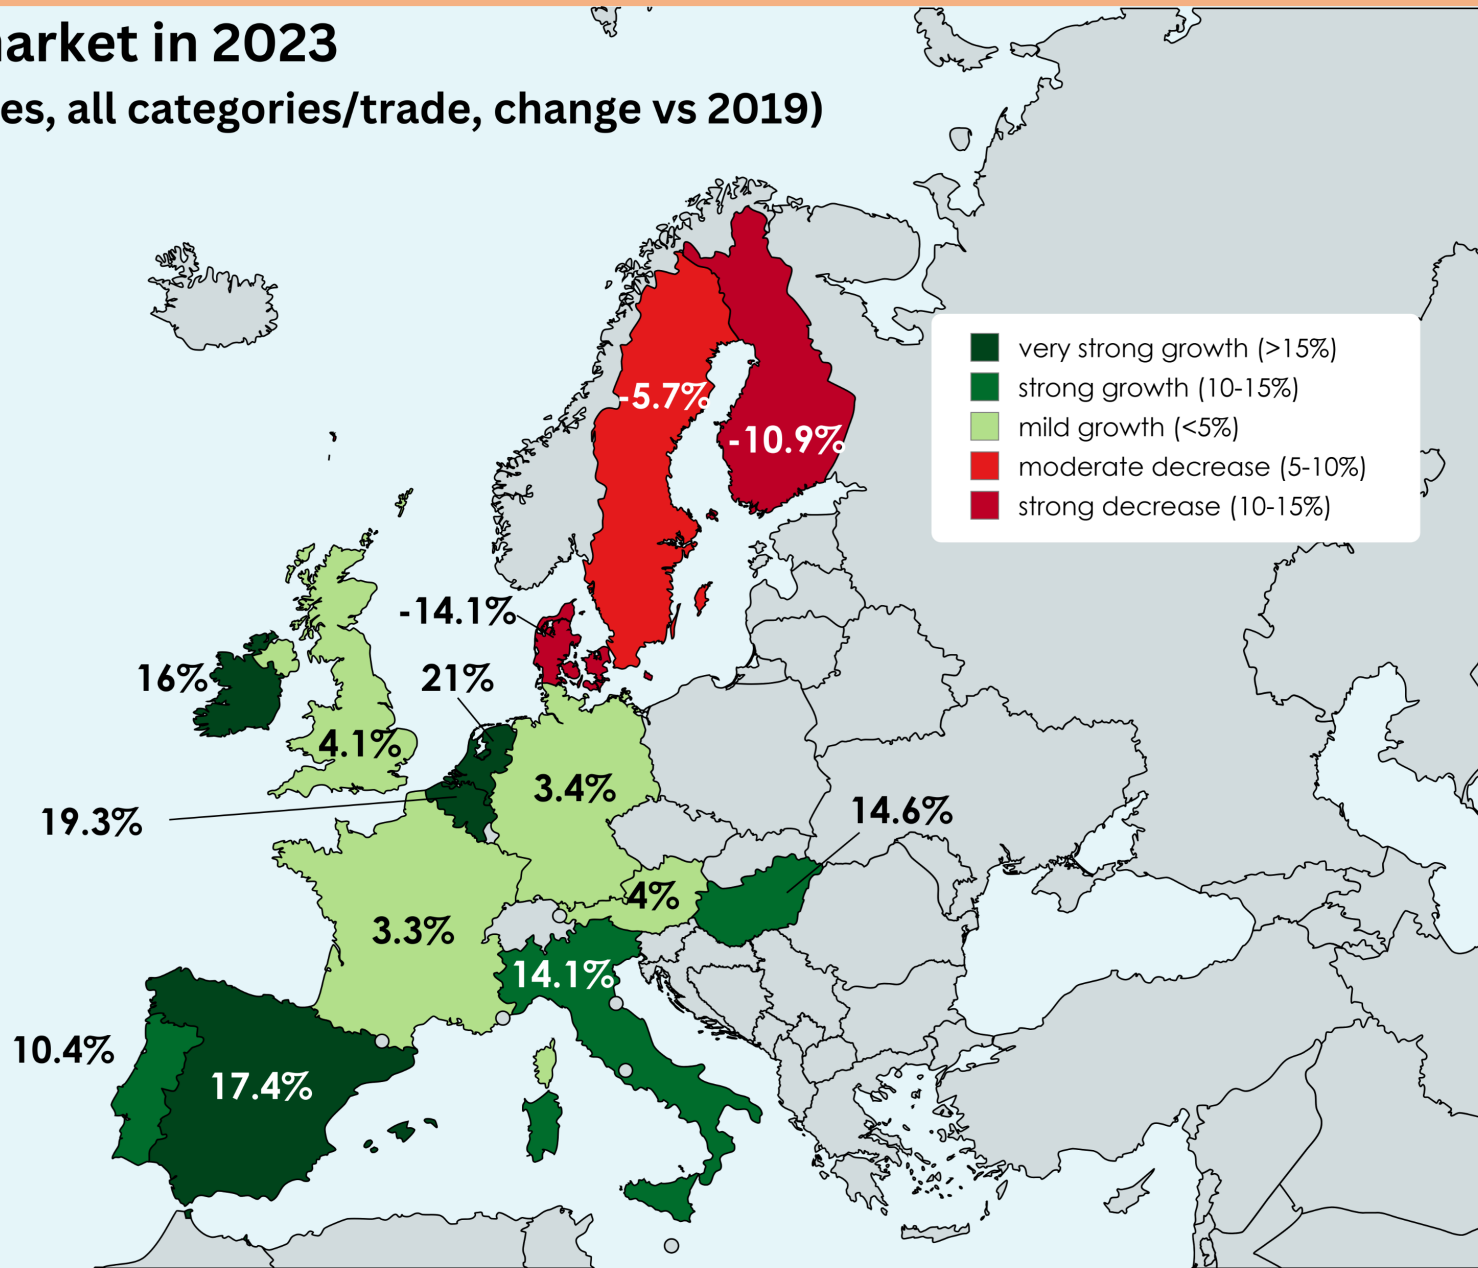 market in 2023
es, all categories/trade, change vs 2019)
very strong growth (>15%)
strong growth (10-15%)
mild growth (<5%)
moderate decrease (5-10%)
strong decrease (10-15%)
-5.7%
-10.9%
-14.1%
16%
21%
4.1%
3.4%
19.3%
14.6%
4%
3.3%
14.1%
10.4%
17.4%